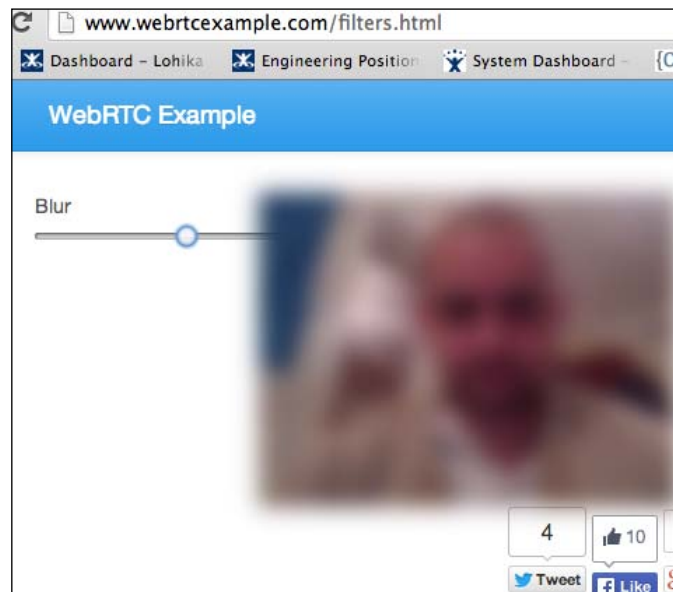 www.webrtcexample.com/filters.html
Dashboard – Lohika Engineering Position System Dashboard – {C
WebRTC Example
Blur
4
10
Tweet
Like